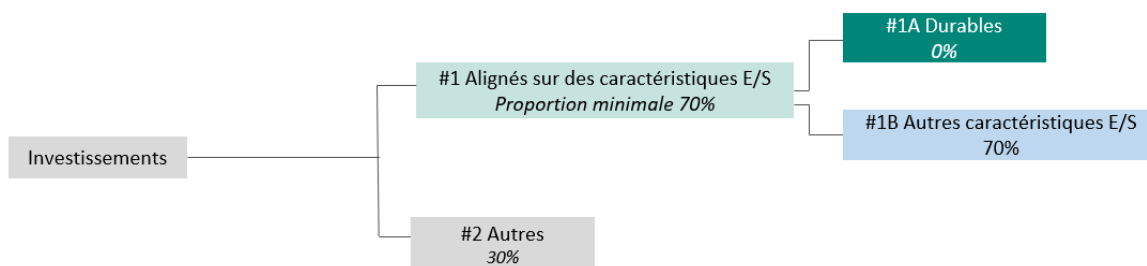 Investissements
#1 Alignés sur des caractéristiques E/S
Proportion minimale 70%
#1A Durables
0%
#1B Autres caractéristiques E/S
70%
#2 Autres
30%